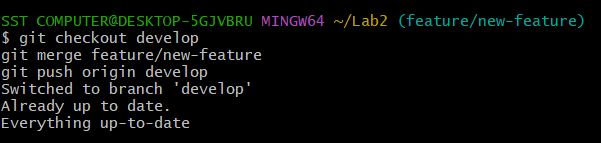 SST COMPUTER@DESKTOP-5GJVBRU MINGW64 ~/Lab2 (feature/new-feature)
$ git checkout develop
git merge feature/new-feature
git push origin develop
Switched to branch 'develop'
Already up to date.
Everything up-to-date